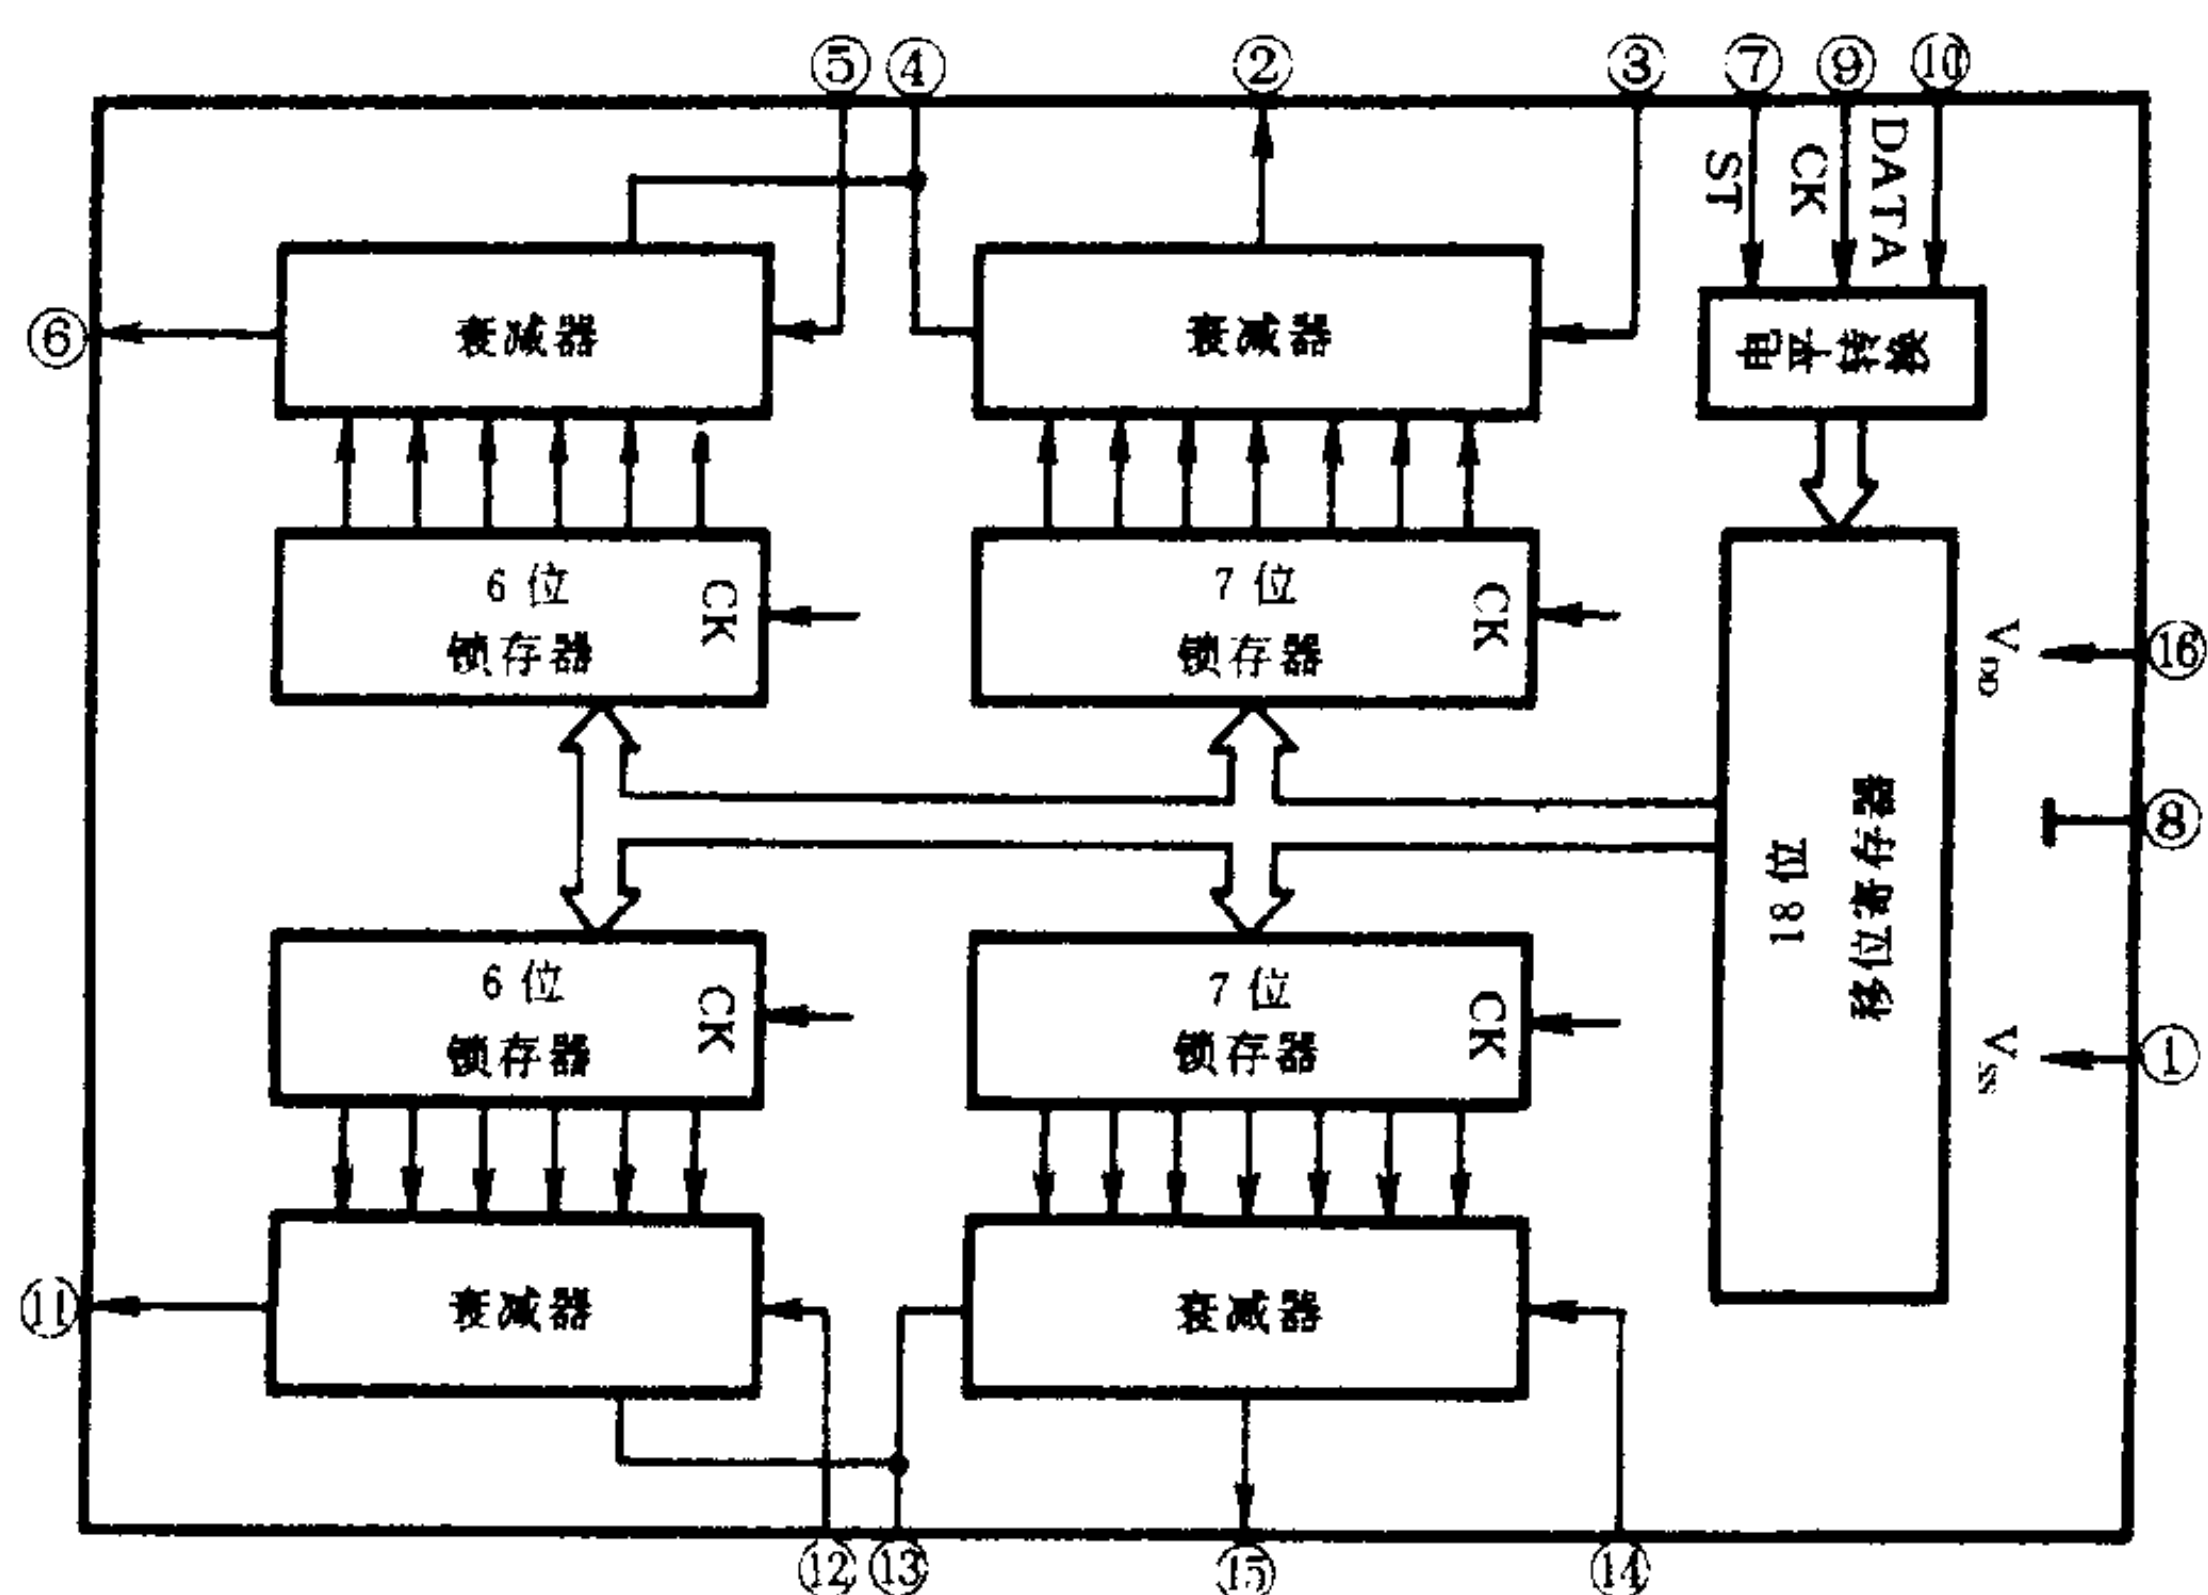 ⑤ ④ ② ③ ⑦ ⑨ ⑩
ST
CK
DATA
⑥
衰减器
衰减器
电平转换
6 位
锁存器
CK
7 位
锁存器
CK
V_DD
⑯
⑧
18 位
移位寄存器
6 位
锁存器
CK
7 位
锁存器
CK
V_SS
①
⑪
衰减器
衰减器
⑫ ⑬ ⑮ ⑭